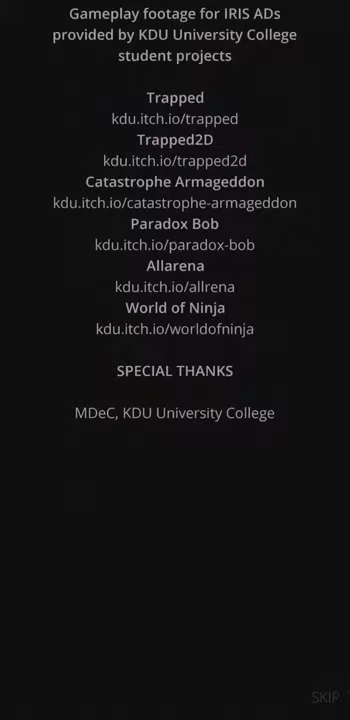 Gameplay footage for IRIS ADs
provided by KDU University College
student projects
Trapped
kdu.itch.io/trapped
Trapped2D
kdu.itch.io/trapped2d
Catastrophe Armageddon
kdu.itch.io/catastrophe-armageddon
Paradox Bob
kdu.itch.io/paradox-bob
Allarena
kdu.itch.io/allrena
World of Ninja
kdu.itch.io/worldofninja
SPECIAL THANKS
MDeC, KDU University College
SKIP